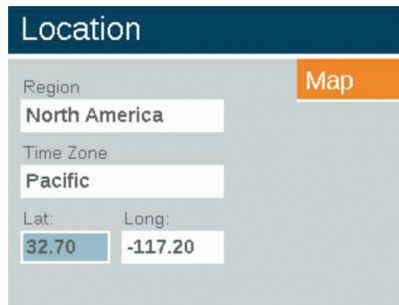 Location
Map
Region
North America
Time Zone
Pacific
Lat: Long:
32.70 -117.20